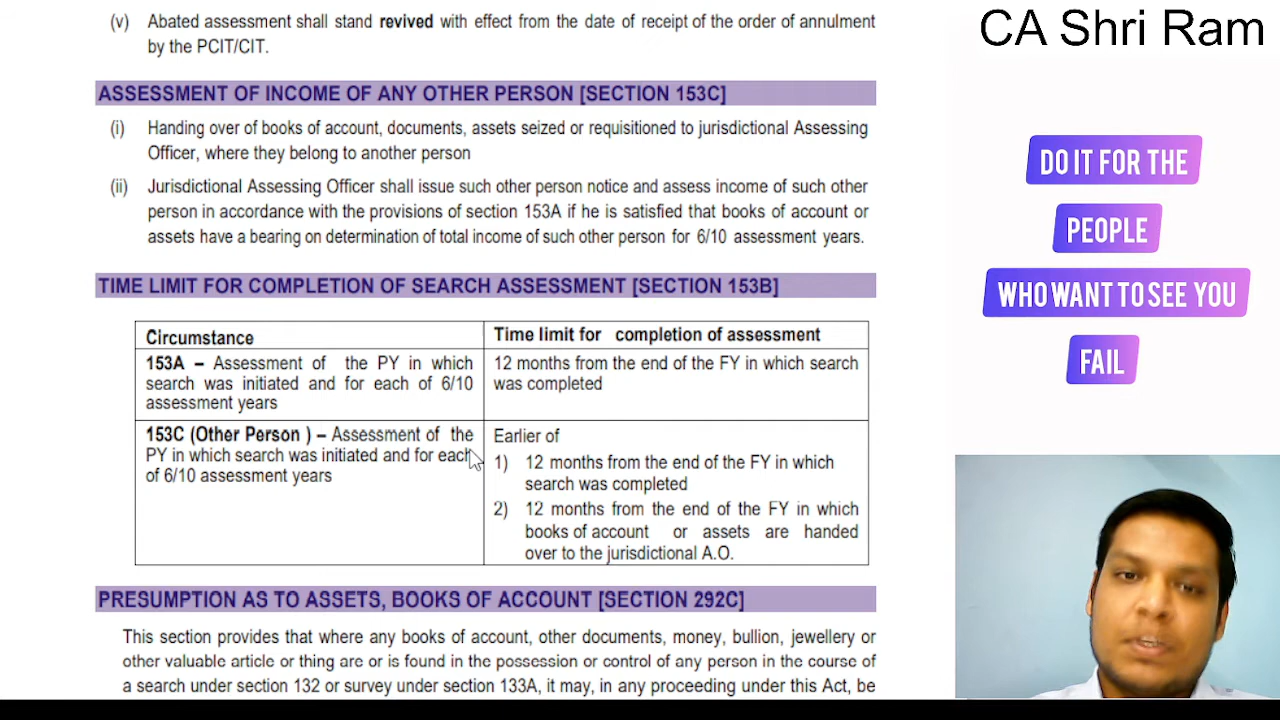 (v) Abated assessment shall stand revived with effect from the date of receipt of the order of annulment
by the PCIT/CIT.
ASSESSMENT OF INCOME OF ANY OTHER PERSON [SECTION 153C]
(i) Handing over of books of account, documents, assets seized or requisitioned to jurisdictional Assessing
Officer, where they belong to another person
(ii) Jurisdictional Assessing Officer shall issue such other person notice and assess income of such other
person in accordance with the provisions of section 153A if he is satisfied that books of account or
assets have a bearing on determination of total income of such other person for 6/10 assessment years.
TIME LIMIT FOR COMPLETION OF SEARCH ASSESSMENT [SECTION 153B]
Circumstance
Time limit for completion of assessment
153A – Assessment of the PY in which
search was initiated and for each of 6/10
assessment years
12 months from the end of the FY in which search
was completed
153C (Other Person ) – Assessment of the
PY in which search was initiated and for each
of 6/10 assessment years
Earlier of
1) 12 months from the end of the FY in which
search was completed
2) 12 months from the end of the FY in which
books of account or assets are handed
over to the jurisdictional A.O.
PRESUMPTION AS TO ASSETS, BOOKS OF ACCOUNT [SECTION 292C]
This section provides that where any books of account, other documents, money, bullion, jewellery or
other valuable article or thing are or is found in the possession or control of any person in the course of
a search under section 132 or survey under section 133A, it may, in any proceeding under this Act, be
CA Shri Ram
DO IT FOR THE
PEOPLE
WHO WANT TO SEE YOU
FAIL